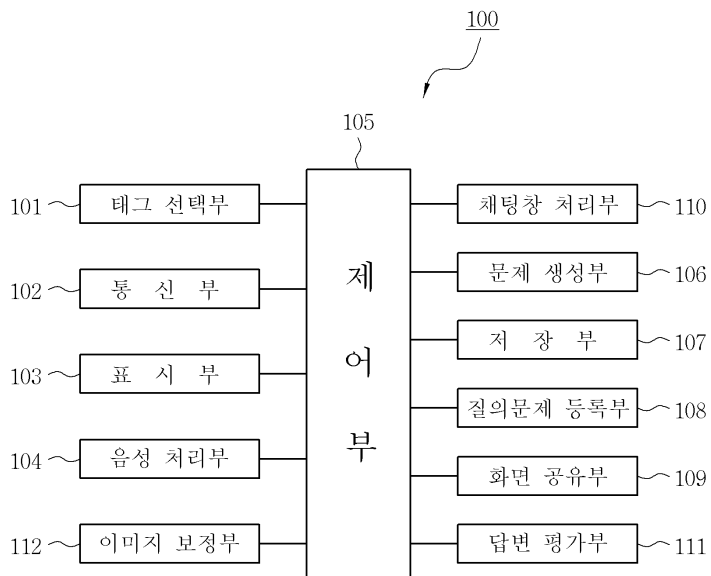 100
105
101 태그 선택부
102 통 신 부
103 표 시 부
104 음성 처리부
112 이미지 보정부
제
어
부
채팅창 처리부 110
문제 생성부 106
저 장 부 107
질의문제 등록부 108
화면 공유부 109
답변 평가부 111